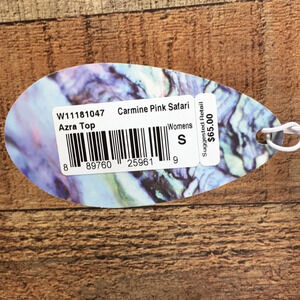 W11181047 Carmine Pink Safari
Azra Top
Womens
S
8 89760 25961 9
Suggested Retail
$65.00